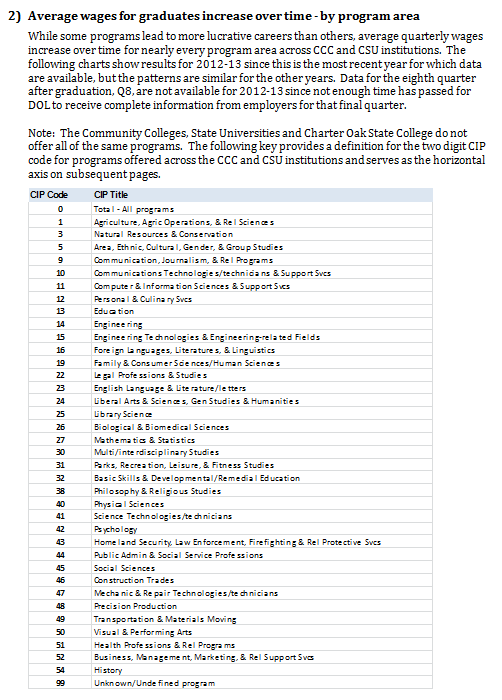 2) Average wages for graduates increase over time - by program area
While some programs lead to more lucrative careers than others, average quarterly wages
increase over time for nearly every program area across CCC and CSU institutions. The
following charts show results for 2012-13 since this is the most recent year for which data
are available, but the patterns are similar for the other years. Data for the eighth quarter
after graduation, Q8, are not available for 2012-13 since not enough time has passed for
DOL to receive complete information from employers for that final quarter.
Note: The Community Colleges, State Universities and Charter Oak State College do not
offer all of the same programs. The following key provides a definition for the two digit CIP
code for programs offered across the CCC and CSU institutions and serves as the horizontal
axis on subsequent pages.
CIP Code CIP Title
0 Total - All programs
1 Agriculture, Agric Operations, & Rel Sciences
3 Natural Resources & Conservation
5 Area, Ethnic, Cultural, Gender, & Group Studies
9 Communication, Journalism, & Rel Programs
10 Communications Technologies/technicians & Support Svcs
11 Computer & Information Sciences & Support Svcs
12 Personal & Culinary Svcs
13 Education
14 Engineering
15 Engineering Technologies & Engineering-related Fields
16 Foreign Languages, Literatures, & Linguistics
19 Family & Consumer Sciences/Human Sciences
22 Legal Professions & Studies
23 English Language & Literature/letters
24 Liberal Arts & Sciences, Gen Studies & Humanities
25 Library Science
26 Biological & Biomedical Sciences
27 Mathematics & Statistics
30 Multi/interdisciplinary Studies
31 Parks, Recreation, Leisure, & Fitness Studies
32 Basic Skills & Developmental/Remedial Education
38 Philosophy & Religious Studies
40 Physical Sciences
41 Science Technologies/technicians
42 Psychology
43 Homeland Security, Law Enforcement, Firefighting & Rel Protective Svcs
44 Public Admin & Social Service Professions
45 Social Sciences
46 Construction Trades
47 Mechanic & Repair Technologies/technicians
48 Precision Production
49 Transportation & Materials Moving
50 Visual & Performing Arts
51 Health Professions & Rel Programs
52 Business, Management, Marketing, & Rel Support Svcs
54 History
99 Unknown/Undefined program